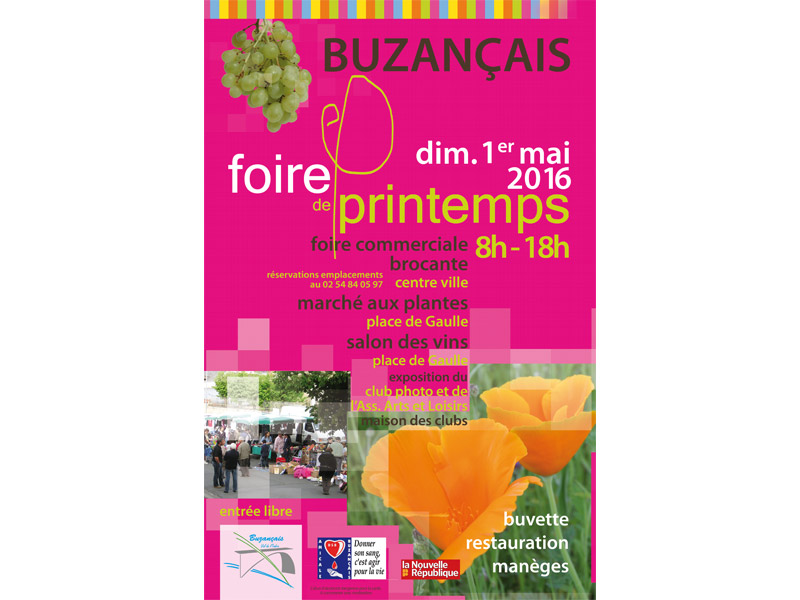 BUZANÇAIS
dim. 1er mai
2016
foire
de printemps
8h - 18h
foire commerciale
brocante
réservations emplacements
au 02 54 84 05 97
centre ville
marché aux plantes
place de Gaulle
salon des vins
place de Gaulle
exposition du
club photo et de
l'Ass. Arts et Loisirs
maison des clubs
entrée libre
buvette
restauration
manèges
Buzançais
Donner
son sang,
c'est agir
pour la vie
AMICALE
BUZANÇAIS
la Nouvelle
République